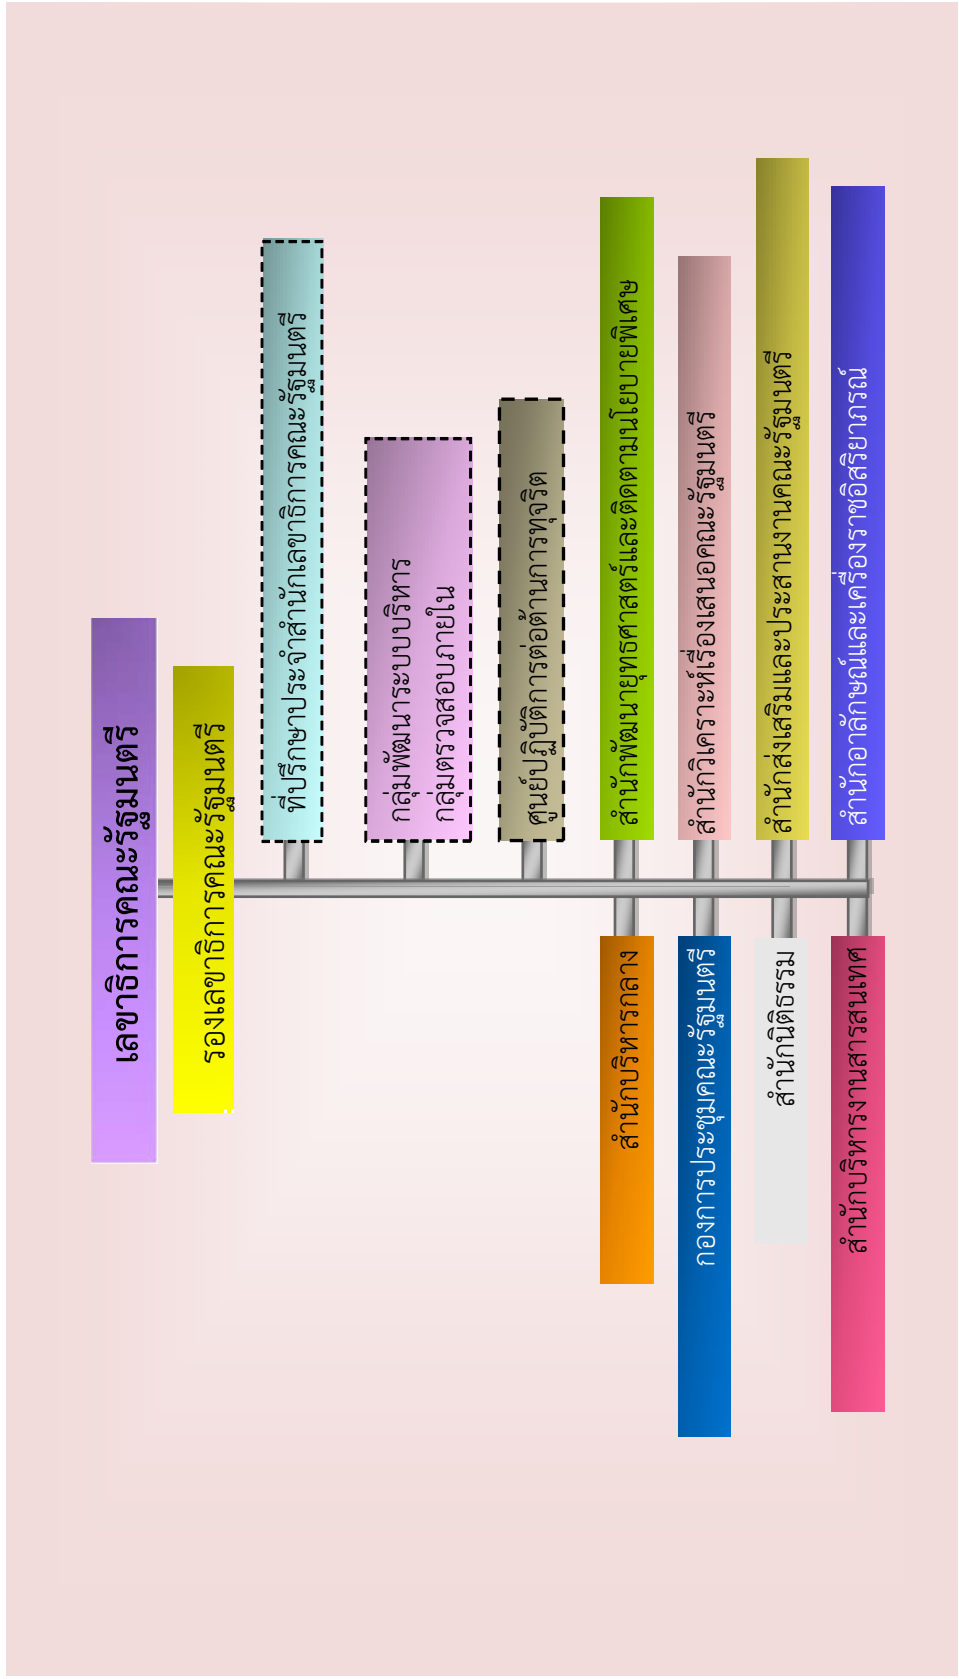 เลขาธิการคณะรัฐมนตรี
รองเลขาธิการคณะรัฐมนตรี
ที่ปรึกษาประจำสำนักเลขาธิการคณะรัฐมนตรี
กลุ่มพัฒนาระบบบริหาร
กลุ่มตรวจสอบภายใน
ศูนย์ปฏิบัติการต่อต้านการทุจริต
สำนักบริหารกลาง
สำนักพัฒนายุทธศาสตร์และติดตามนโยบายพิเศษ
กองการประชุมคณะรัฐมนตรี
สำนักวิเคราะห์เรื่องเสนอคณะรัฐมนตรี
สำนักนิติธรรม
สำนักส่งเสริมและประสานงานคณะรัฐมนตรี
สำนักบริหารงานสารสนเทศ
สำนักอาลักษณ์และเครื่องราชอิสริยาภรณ์